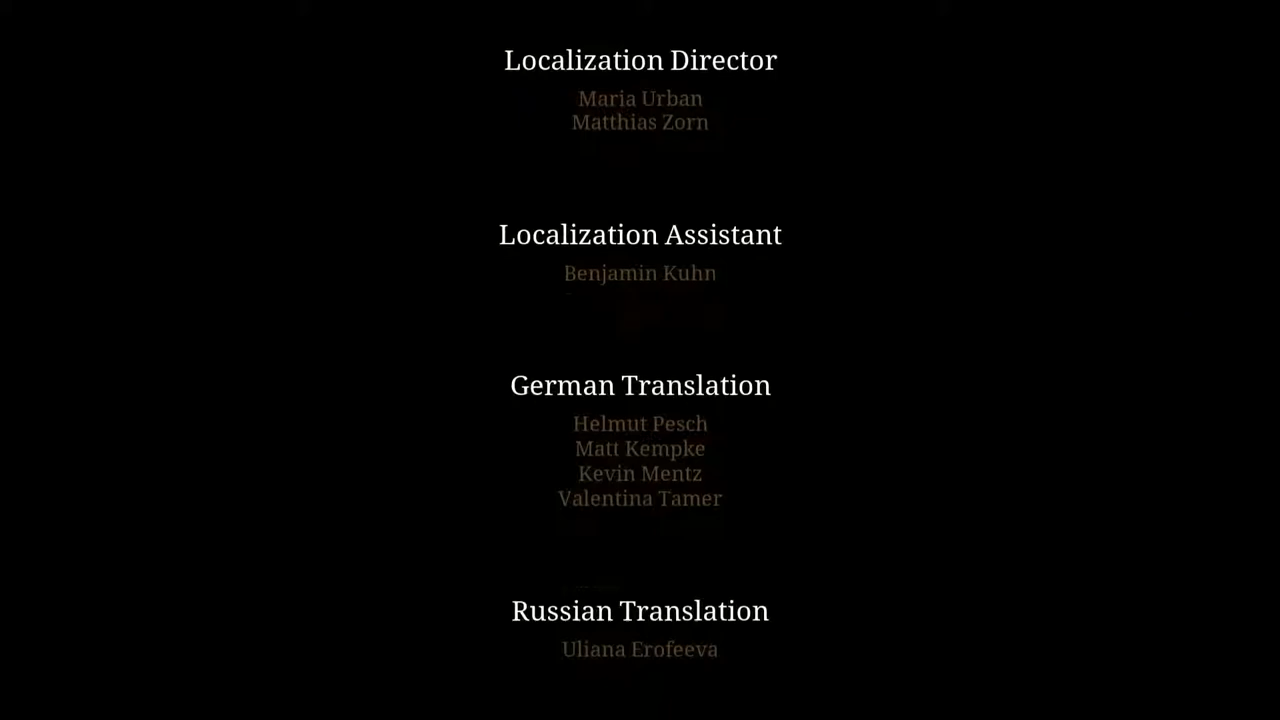 Localization Director
Maria Urban
Matthias Zorn
Localization Assistant
Benjamin Kuhn
German Translation
Helmut Pesch
Matt Kempke
Kevin Mentz
Valentina Tamer
Russian Translation
Uliana Erofeeva